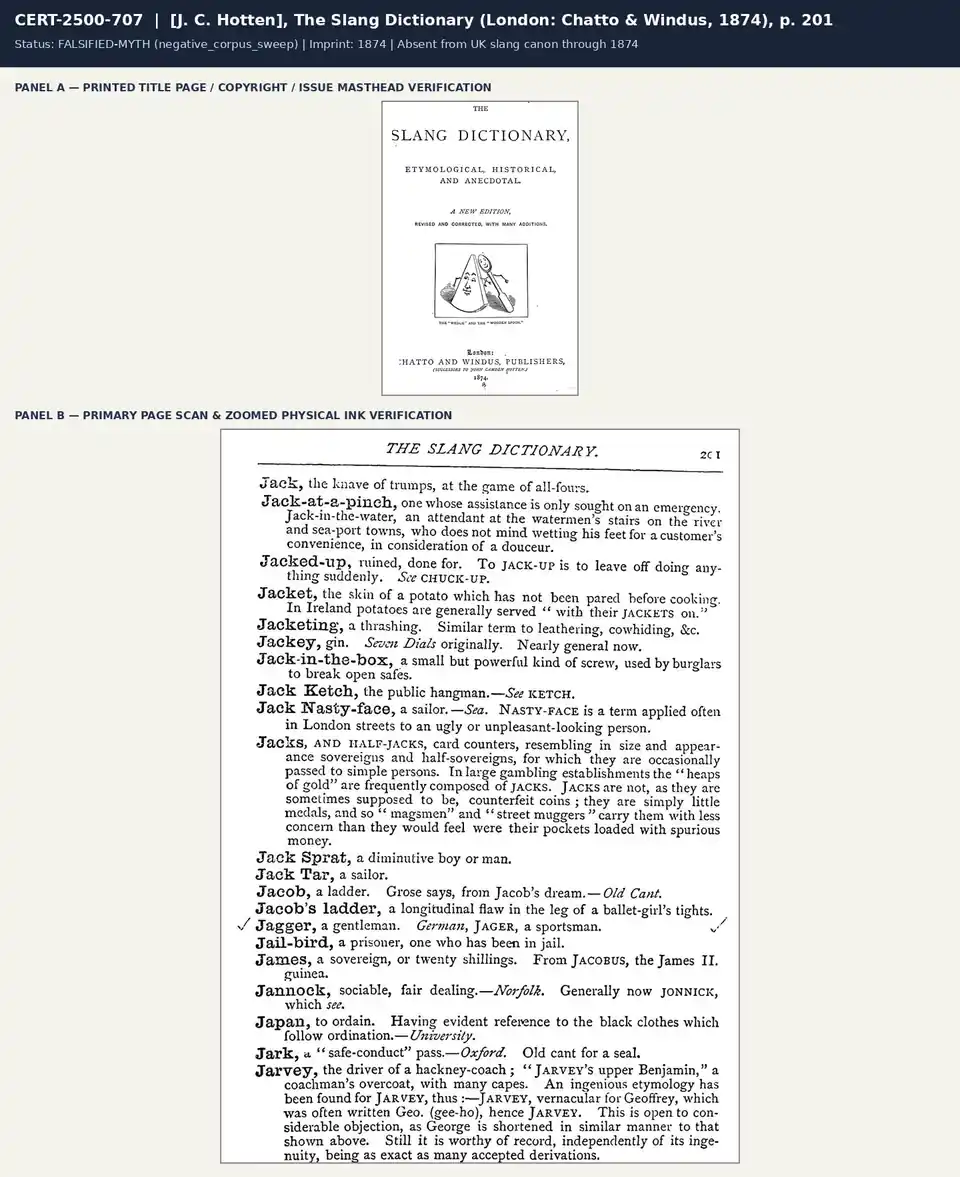 CERT-2500-707 | [J. C. Hotten], The Slang Dictionary (London: Chatto & Windus, 1874), p. 201
Status: FALSIFIED-MYTH (negative_corpus_sweep) | Imprint: 1874 | Absent from UK slang canon through 1874
PANEL A — PRINTED TITLE PAGE / COPYRIGHT / ISSUE MASTHEAD VERIFICATION
THE
SLANG DICTIONARY,
ETYMOLOGICAL, HISTORICAL,
AND ANECDOTAL.
A NEW EDITION,
REVISED AND CORRECTED, WITH MANY ADDITIONS.
THE "WEDGE" AND THE "WOODEN SPOON."
London:
CHATTO AND WINDUS, PUBLISHERS,
(SUCCESSORS TO JOHN CAMDEN HOTTEN.)
1874.
PANEL B — PRIMARY PAGE SCAN & ZOOMED PHYSICAL INK VERIFICATION
THE SLANG DICTIONARY. 201
Jack, the knave of trumps, at the game of all-fours.
Jack-at-a-pinch, one whose assistance is only sought on an emergency.
Jack-in-the-water, an attendant at the watermen's stairs on the river
and sea-port towns, who does not mind wetting his feet for a customer's
convenience, in consideration of a douceur.
Jacked-up, ruined, done for. To JACK-UP is to leave off doing any-
thing suddenly. See CHUCK-UP.
Jacket, the skin of a potato which has not been pared before cooking.
In Ireland potatoes are generally served "with their JACKETS on."
Jacketing, a thrashing. Similar term to leathering, cowhiding, &c.
Jackey, gin. Seven Dials originally. Nearly general now.
Jack-in-the-box, a small but powerful kind of screw, used by burglars
to break open safes.
Jack Ketch, the public hangman.—See KETCH.
Jack Nasty-face, a sailor.—Sea. NASTY-FACE is a term applied often
in London streets to an ugly or unpleasant-looking person.
Jacks, AND HALF-JACKS, card counters, resembling in size and appear-
ance sovereigns and half-sovereigns, for which they are occasionally
passed to simple persons. In large gambling establishments the "heaps
of gold" are frequently composed of JACKS. JACKS are not, as they are
sometimes supposed to be, counterfeit coins; they are simply little
medals, and so "magsmen" and "street muggers" carry them with less
concern than they would feel were their pockets loaded with spurious
money.
Jack Sprat, a diminutive boy or man.
Jack Tar, a sailor.
Jacob, a ladder. Grose says, from Jacob's dream.—Old Cant.
Jacob's ladder, a longitudinal flaw in the leg of a ballet-girl's tights.
✓ Jagger, a gentleman. German, JAGER, a sportsman. ✓
Jail-bird, a prisoner, one who has been in jail.
James, a sovereign, or twenty shillings. From JACOBUS, the James II.
guinea.
Jannock, sociable, fair dealing.—Norfolk. Generally now JONNICK,
which see.
Japan, to ordain. Having evident reference to the black clothes which
follow ordination.—University.
Jark, a "safe-conduct" pass.—Oxford. Old cant for a seal.
Jarvey, the driver of a hackney-coach; "JARVEY'S upper Benjamin," a
coachman's overcoat, with many capes. An ingenious etymology has
been found for JARVEY, thus:—JARVEY, vernacular for Geoffrey, which
was often written Geo. (gee-ho), hence JARVEY. This is open to con-
siderable objection, as George is shortened in similar manner to that
shown above. Still it is worthy of record, independently of its inge-
nuity, being as exact as many accepted derivations.